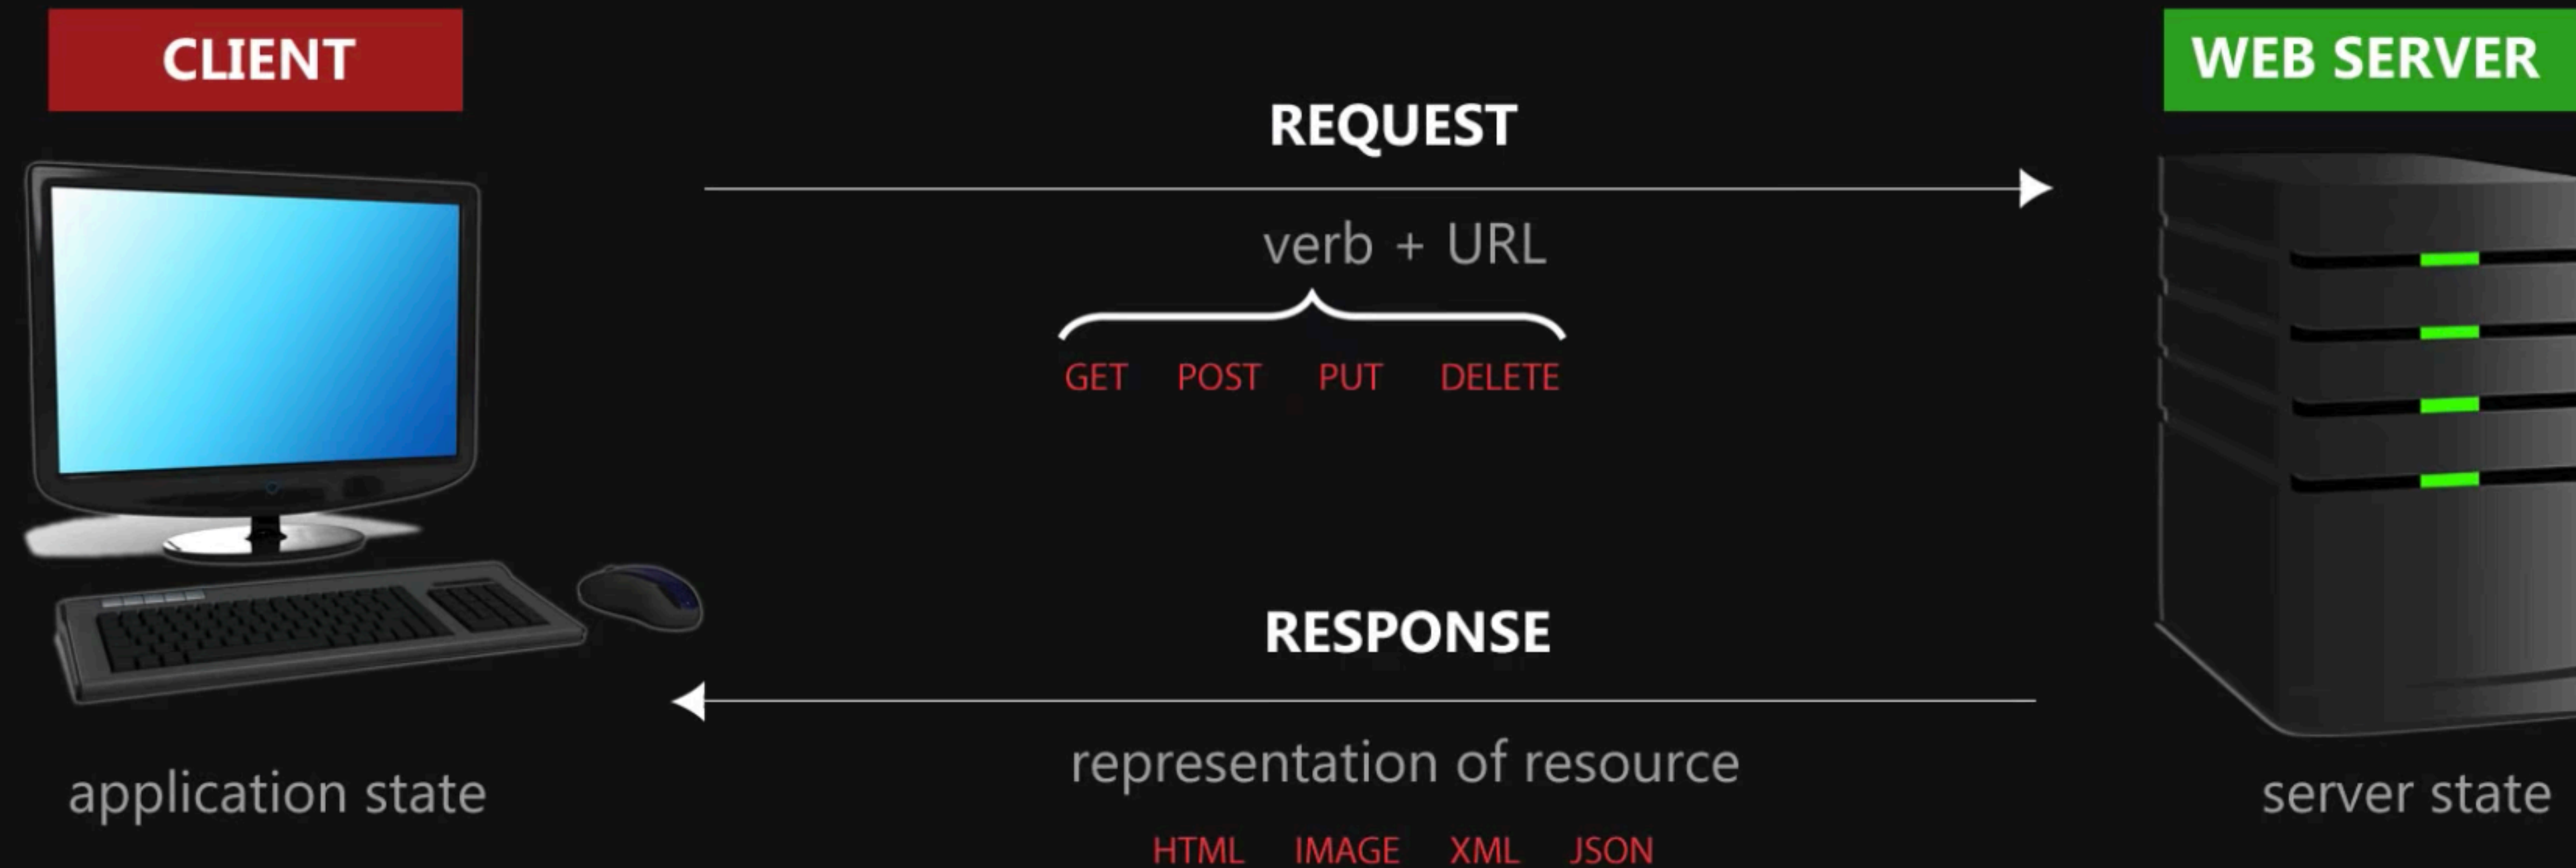 CLIENT
WEB SERVER
REQUEST
verb + URL
GET POST PUT DELETE
RESPONSE
representation of resource
application state
server state
HTML IMAGE XML JSON